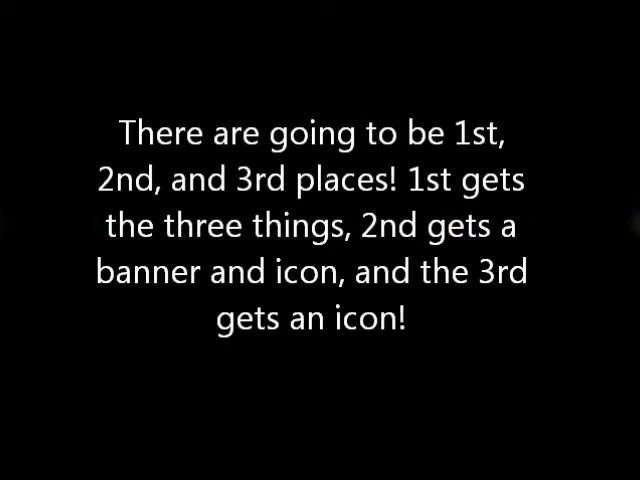 There are going to be 1st,
2nd, and 3rd places! 1st gets
the three things, 2nd gets a
banner and icon, and the 3rd
gets an icon!